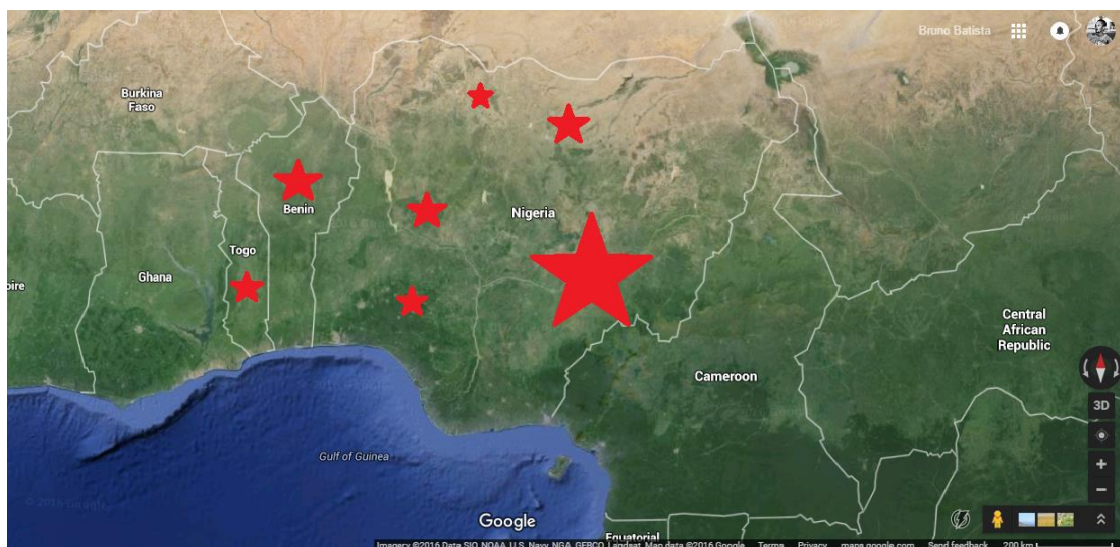 Bruno Batista
Burkina
Faso
Benin
Nigeria
Togo
Ghana
oire
Central
African
Republic
Cameroon
3D
Gulf of Guinea
Google
Equatorial
Imagery ©2016 Data SIO, NOAA, U.S. Navy, NGA, GEBCO, Landsat, Map data ©2016 Google Terms Privacy maps.google.com Send feedback 200 km